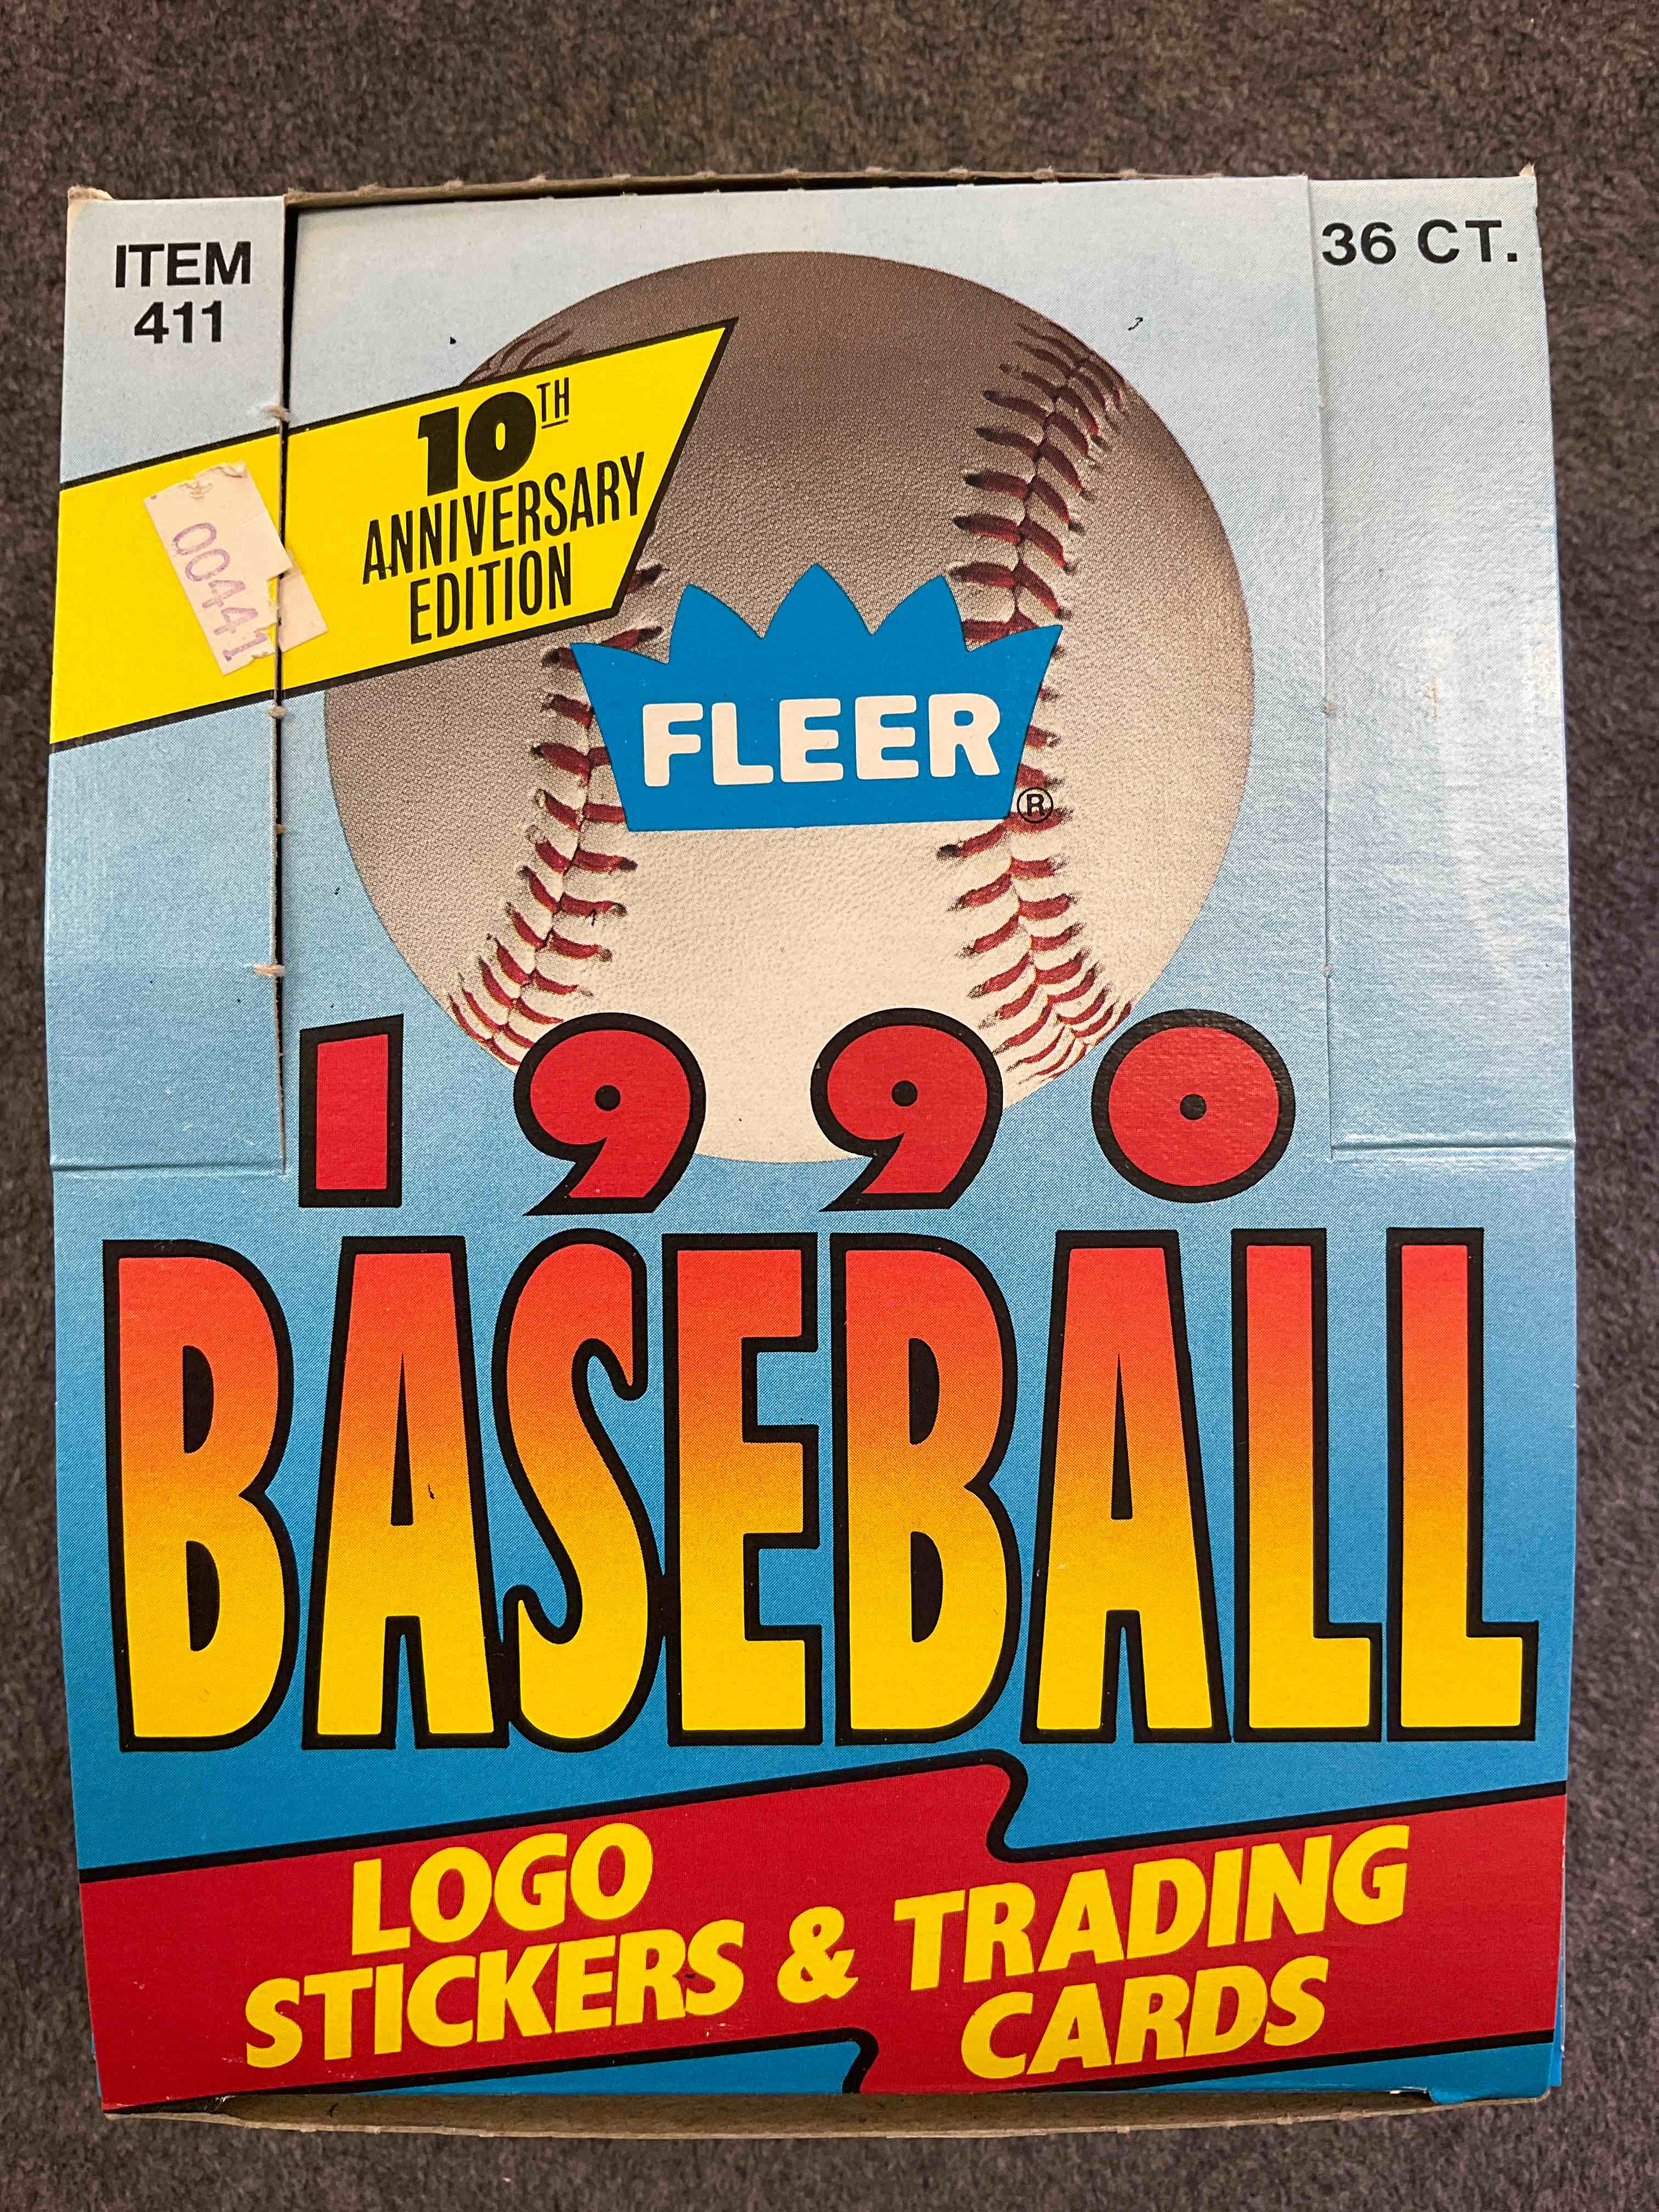 ITEM
411
36 CT.
10TH
ANNIVERSARY
EDITION
00441
FLEER
®
1990
BASEBALL
LOGO
STICKERS & TRADING
CARDS